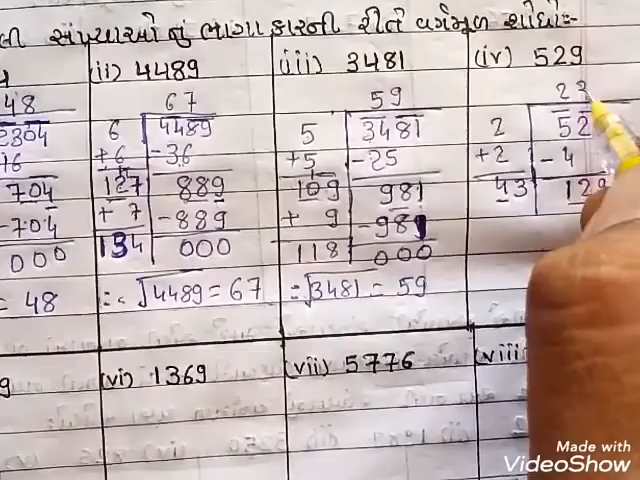 સંખ્યાઓનું ભાગાકારની રીતે વર્ગમૂળ શોધો:-
(ii) 4489 (iii) 3481 (iv) 529
48 67 59 23
2304 6 4489 5 3481 2 52
+6 -36 +5 -25 +2 -4
704 127 889 109 981 43 129
-704 +7 -889 +9 -981
000 134 000 118 000
= 48 ∴ √4489 = 67 = √3481 = 59
9 (vi) 1369 (vii) 5776 (viii
Made with
VideoShow